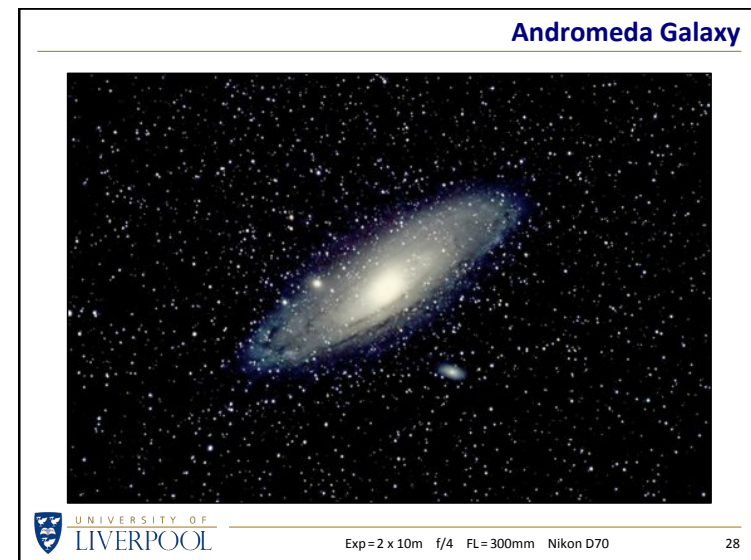 Andromeda Galaxy
UNIVERSITY OF
LIVERPOOL
Exp = 2 x 10m f/4 FL = 300mm Nikon D70
28